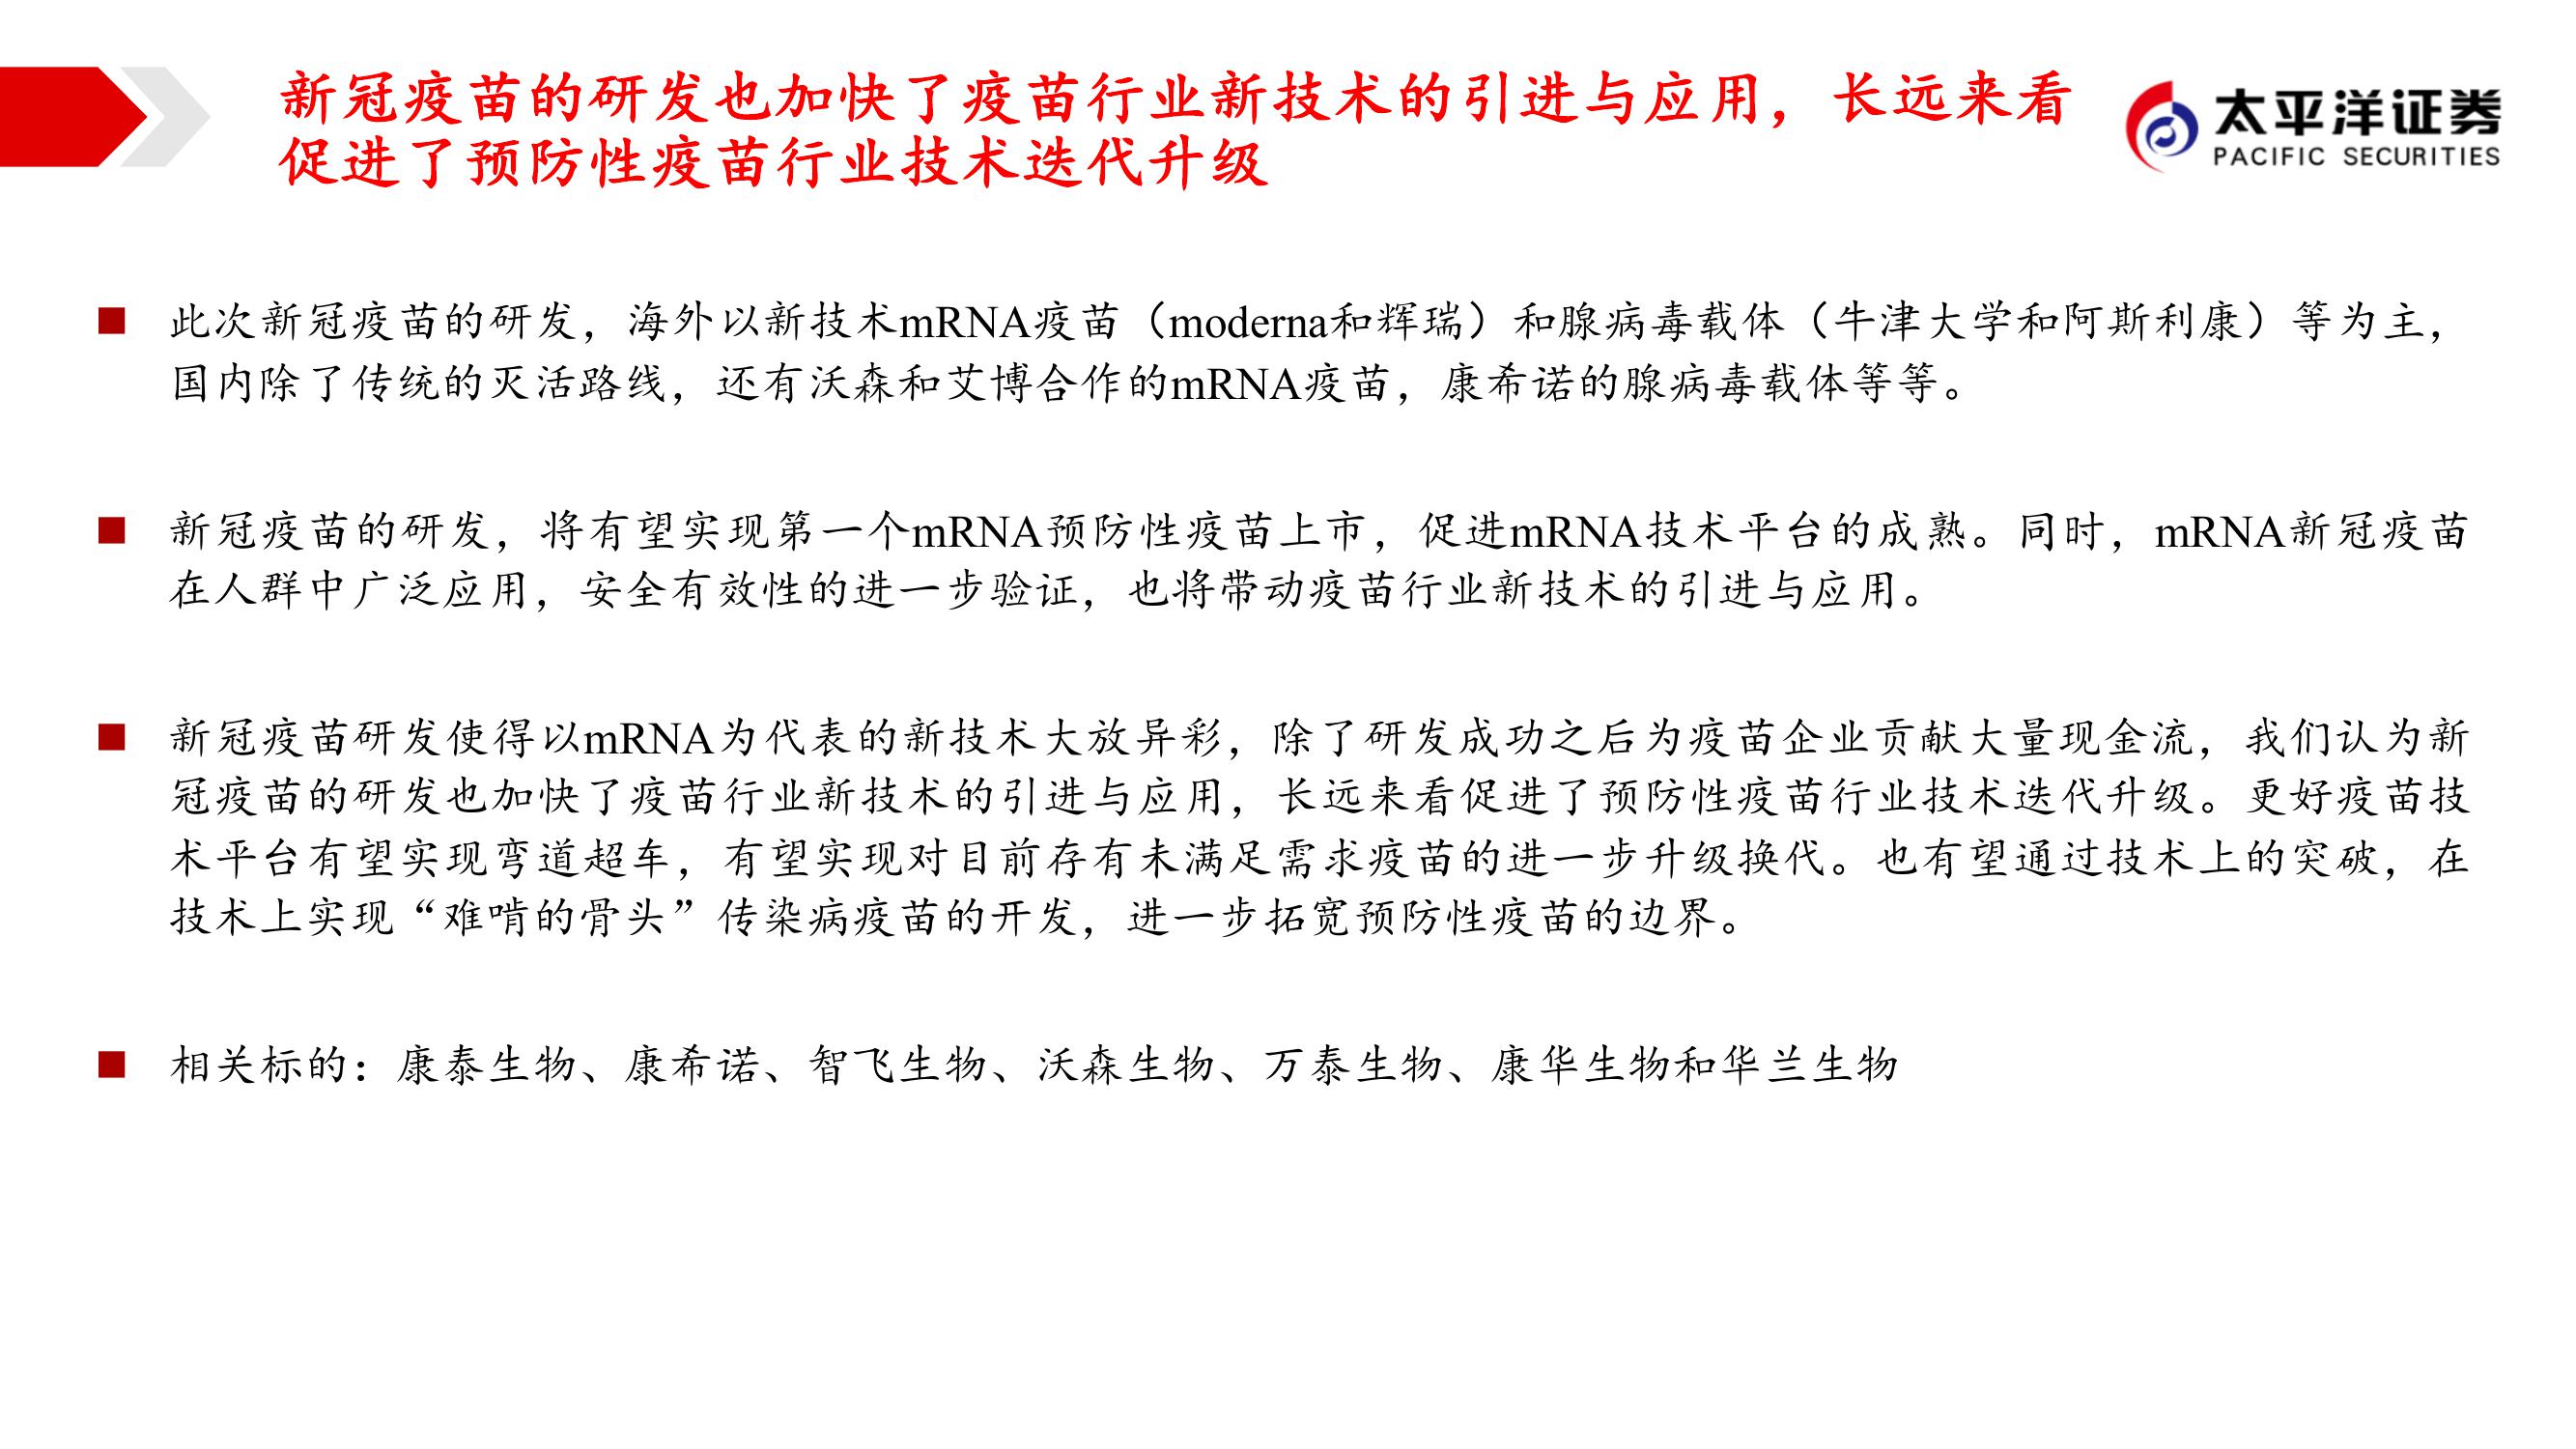 新冠疫苗的研发也加快了疫苗行业新技术的引进与应用，长远来看
促进了预防性疫苗行业技术迭代升级
太平洋证券
PACIFIC SECURITIES
■ 此次新冠疫苗的研发，海外以新技术mRNA疫苗（moderna和辉瑞）和腺病毒载体（牛津大学和阿斯利康）等为主，
国内除了传统的灭活路线，还有沃森和艾博合作的mRNA疫苗，康希诺的腺病毒载体等等。
■ 新冠疫苗的研发，将有望实现第一个mRNA预防性疫苗上市，促进mRNA技术平台的成熟。同时，mRNA新冠疫苗
在人群中广泛应用，安全有效性的进一步验证，也将带动疫苗行业新技术的引进与应用。
■ 新冠疫苗研发使得以mRNA为代表的新技术大放异彩，除了研发成功之后为疫苗企业贡献大量现金流，我们认为新
冠疫苗的研发也加快了疫苗行业新技术的引进与应用，长远来看促进了预防性疫苗行业技术迭代升级。更好疫苗技
术平台有望实现弯道超车，有望实现对目前存有未满足需求疫苗的进一步升级换代。也有望通过技术上的突破，在
技术上实现“难啃的骨头”传染病疫苗的开发，进一步拓宽预防性疫苗的边界。
■ 相关标的：康泰生物、康希诺、智飞生物、沃森生物、万泰生物、康华生物和华兰生物